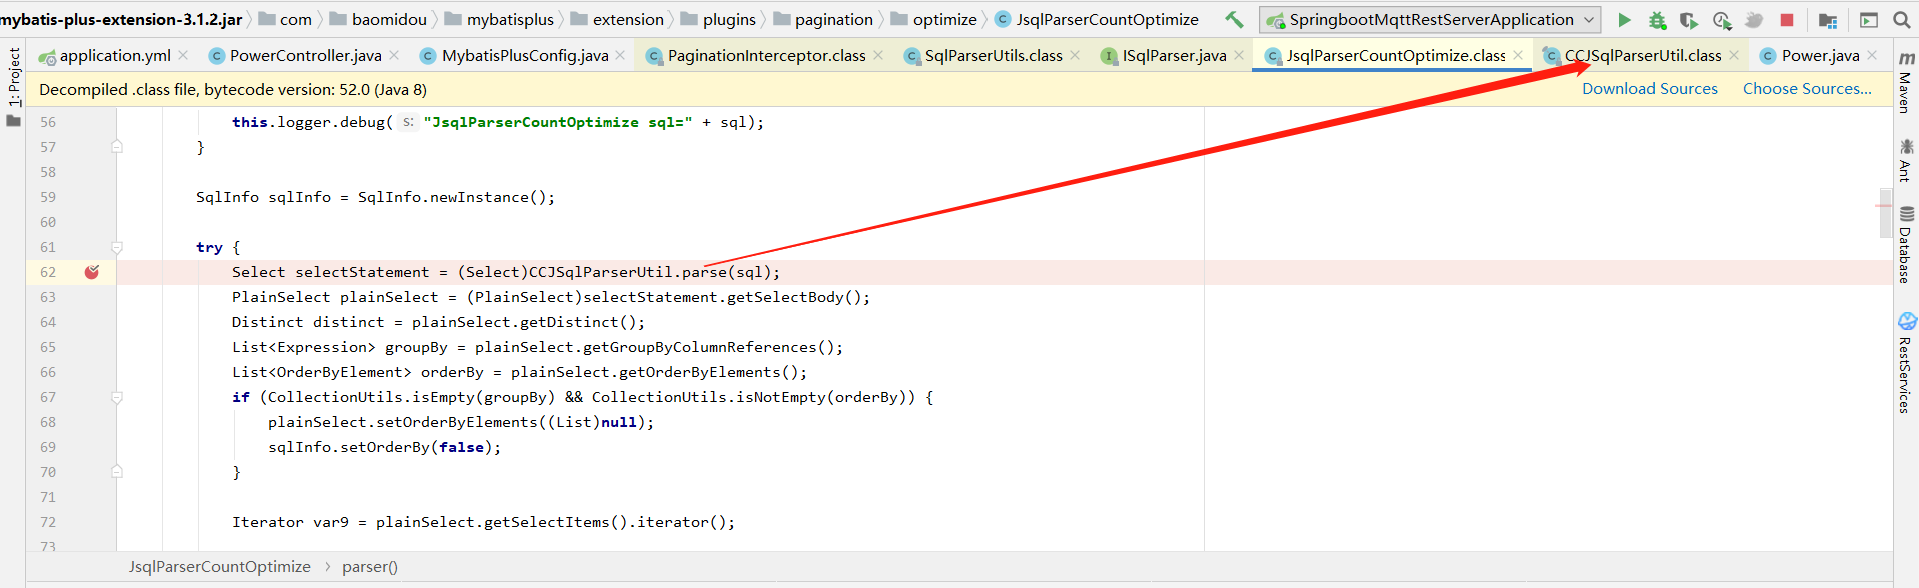 mybatis-plus-extension-3.1.2.jar com baomidou mybatisplus extension plugins pagination optimize JsqlParserCountOptimize SpringbootMqttRestServerApplication
application.yml PowerController.java MybatisPlusConfig.java PaginationInterceptor.class SqlParserUtils.class ISqlParser.java JsqlParserCountOptimize.class CCJSqlParserUtil.class Power.java
Decompiled .class file, bytecode version: 52.0 (Java 8) Download Sources Choose Sources...
56 this.logger.debug( s: "JsqlParserCountOptimize sql=" + sql);
57 }
58
59 SqlInfo sqlInfo = SqlInfo.newInstance();
60
61 try {
62 Select selectStatement = (Select)CCJSqlParserUtil.parse(sql);
63 PlainSelect plainSelect = (PlainSelect)selectStatement.getSelectBody();
64 Distinct distinct = plainSelect.getDistinct();
65 List<Expression> groupBy = plainSelect.getGroupByColumnReferences();
66 List<OrderByElement> orderBy = plainSelect.getOrderByElements();
67 if (CollectionUtils.isEmpty(groupBy) && CollectionUtils.isNotEmpty(orderBy)) {
68 plainSelect.setOrderByElements((List)null);
69 sqlInfo.setOrderBy(false);
70 }
71
72 Iterator var9 = plainSelect.getSelectItems().iterator();
73
JsqlParserCountOptimize › parser()
1: Project
m Maven
Ant
Database
RestServices